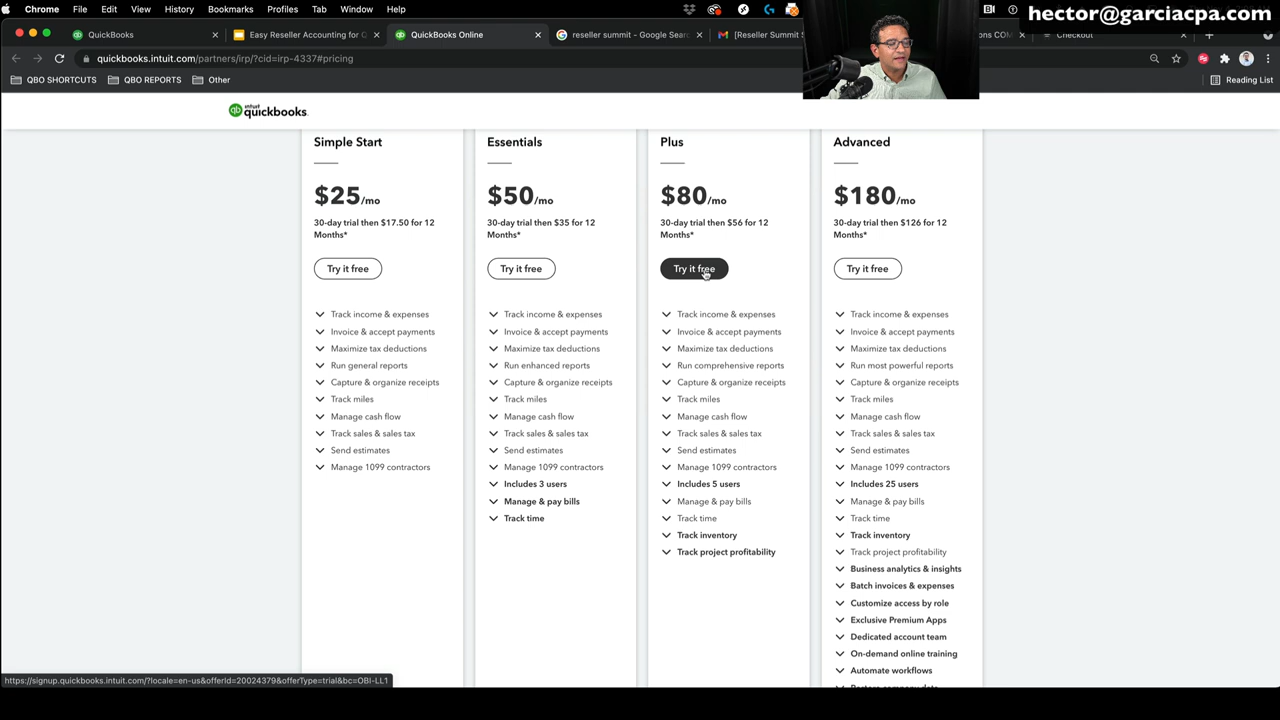 Chrome File Edit View History Bookmarks Profiles Tab Window Help
hector@garciacpa.com
QuickBooks
Easy Reseller Accounting for Q
QuickBooks Online
reseller summit - Google Sear
[Reseller Summit S
ions CON
Checkout
quickbooks.intuit.com/partners/irp/?cid=irp-4337#pricing
QBO SHORTCUTS QBO REPORTS Other
Reading List
intuit
quickbooks.
Simple Start
$25/mo
30-day trial then $17.50 for 12
Months*
Try it free
Track income & expenses
Invoice & accept payments
Maximize tax deductions
Run general reports
Capture & organize receipts
Track miles
Manage cash flow
Track sales & sales tax
Send estimates
Manage 1099 contractors
Essentials
$50/mo
30-day trial then $35 for 12
Months*
Try it free
Track income & expenses
Invoice & accept payments
Maximize tax deductions
Run enhanced reports
Capture & organize receipts
Track miles
Manage cash flow
Track sales & sales tax
Send estimates
Manage 1099 contractors
Includes 3 users
Manage & pay bills
Track time
Plus
$80/mo
30-day trial then $56 for 12
Months*
Try it free
Track income & expenses
Invoice & accept payments
Maximize tax deductions
Run comprehensive reports
Capture & organize receipts
Track miles
Manage cash flow
Track sales & sales tax
Send estimates
Manage 1099 contractors
Includes 5 users
Manage & pay bills
Track time
Track inventory
Track project profitability
Advanced
$180/mo
30-day trial then $126 for 12
Months*
Try it free
Track income & expenses
Invoice & accept payments
Maximize tax deductions
Run most powerful reports
Capture & organize receipts
Track miles
Manage cash flow
Track sales & sales tax
Send estimates
Manage 1099 contractors
Includes 25 users
Manage & pay bills
Track time
Track inventory
Track project profitability
Business analytics & insights
Batch invoices & expenses
Customize access by role
Exclusive Premium Apps
Dedicated account team
On-demand online training
Automate workflows
https://signup.quickbooks.intuit.com/?locale=en-us&offerId=20024379&offerType=trial&bc=OBI-LL1